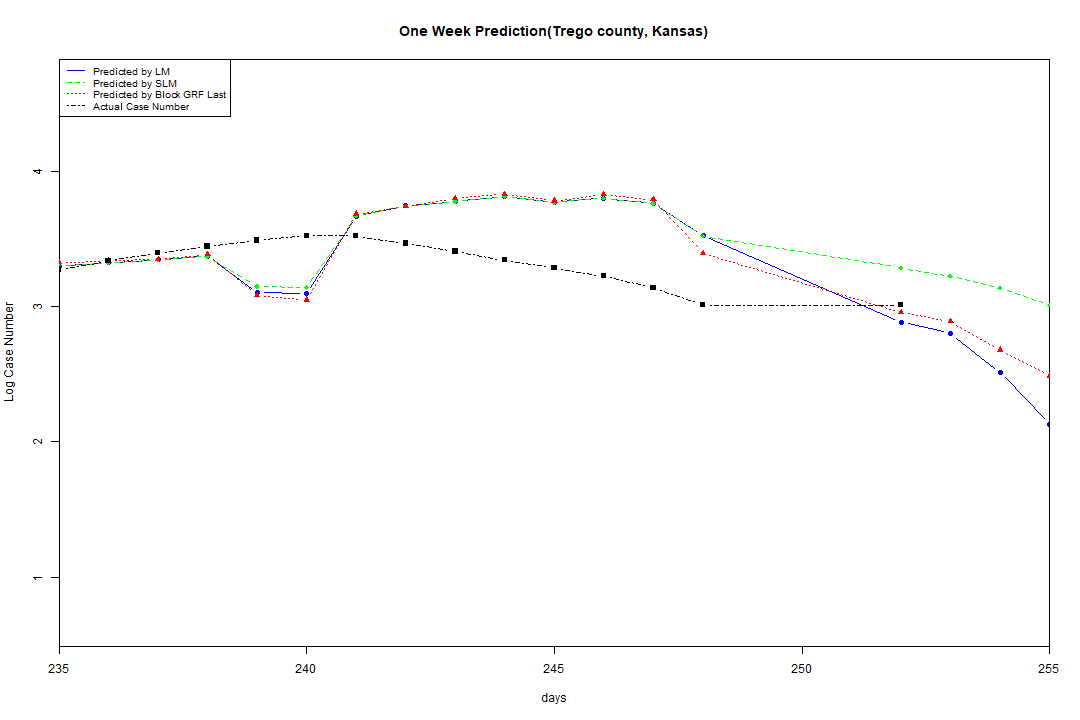 One Week Prediction(Trego county, Kansas)
Predicted by LM
Predicted by SLM
Predicted by Block GRF Last
Actual Case Number
4
3
2
1
Log Case Number
235 240 245 250 255
days